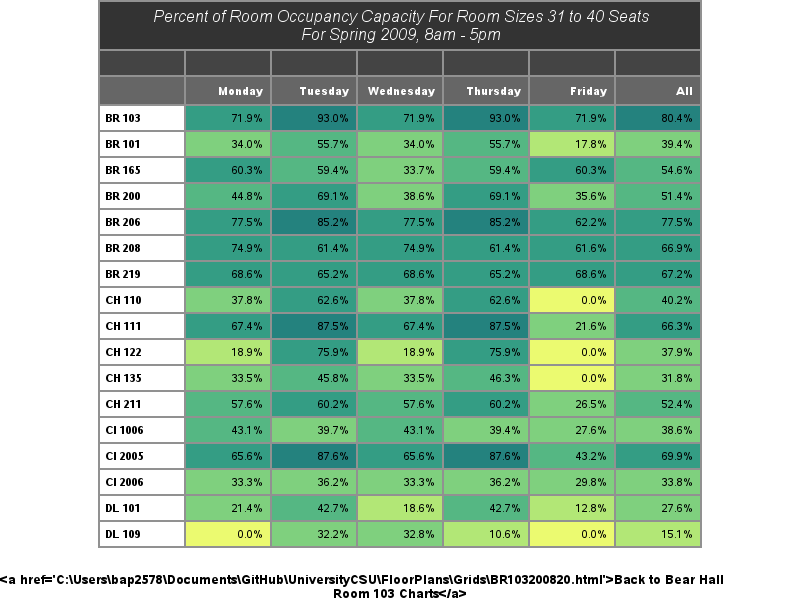 Percent of Room Occupancy Capacity For Room Sizes 31 to 40 Seats
For Spring 2009, 8am - 5pm
Monday Tuesday Wednesday Thursday Friday All
BR 103 71.9% 93.0% 71.9% 93.0% 71.9% 80.4%
BR 101 34.0% 55.7% 34.0% 55.7% 17.8% 39.4%
BR 165 60.3% 59.4% 33.7% 59.4% 60.3% 54.6%
BR 200 44.8% 69.1% 38.6% 69.1% 35.6% 51.4%
BR 206 77.5% 85.2% 77.5% 85.2% 62.2% 77.5%
BR 208 74.9% 61.4% 74.9% 61.4% 61.6% 66.9%
BR 219 68.6% 65.2% 68.6% 65.2% 68.6% 67.2%
CH 110 37.8% 62.6% 37.8% 62.6% 0.0% 40.2%
CH 111 67.4% 87.5% 67.4% 87.5% 21.6% 66.3%
CH 122 18.9% 75.9% 18.9% 75.9% 0.0% 37.9%
CH 135 33.5% 45.8% 33.5% 46.3% 0.0% 31.8%
CH 211 57.6% 60.2% 57.6% 60.2% 26.5% 52.4%
CI 1006 43.1% 39.7% 43.1% 39.4% 27.6% 38.6%
CI 2005 65.6% 87.6% 65.6% 87.6% 43.2% 69.9%
CI 2006 33.3% 36.2% 33.3% 36.2% 29.8% 33.8%
DL 101 21.4% 42.7% 18.6% 42.7% 12.8% 27.6%
DL 109 0.0% 32.2% 32.8% 10.6% 0.0% 15.1%
<a href='C:\Users\bap2578\Documents\GitHub\UniversityCSU\FloorPlans\Grids\BR103200820.html'>Back to Bear Hall
Room 103 Charts</a>